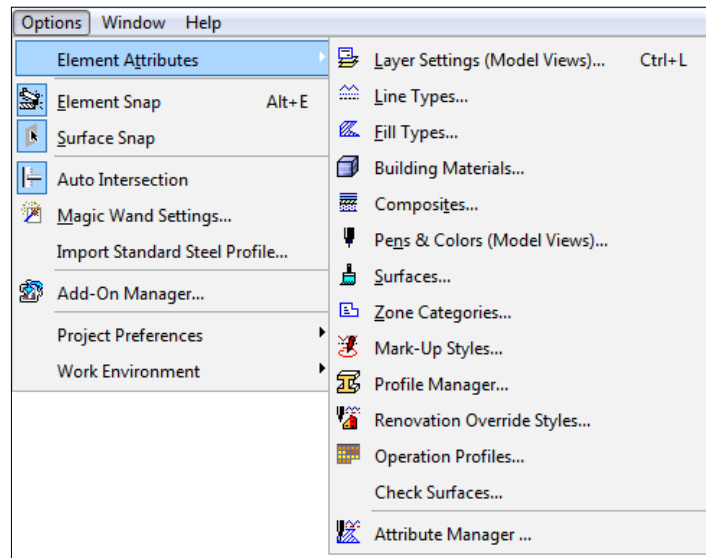 Options Window Help
Element Attributes
Element Snap Alt+E
Surface Snap
Auto Intersection
Magic Wand Settings...
Import Standard Steel Profile...
Add-On Manager...
Project Preferences
Work Environment
Layer Settings (Model Views)... Ctrl+L
Line Types...
Fill Types...
Building Materials...
Composites...
Pens & Colors (Model Views)...
Surfaces...
Zone Categories...
Mark-Up Styles...
Profile Manager...
Renovation Override Styles...
Operation Profiles...
Check Surfaces...
Attribute Manager ...